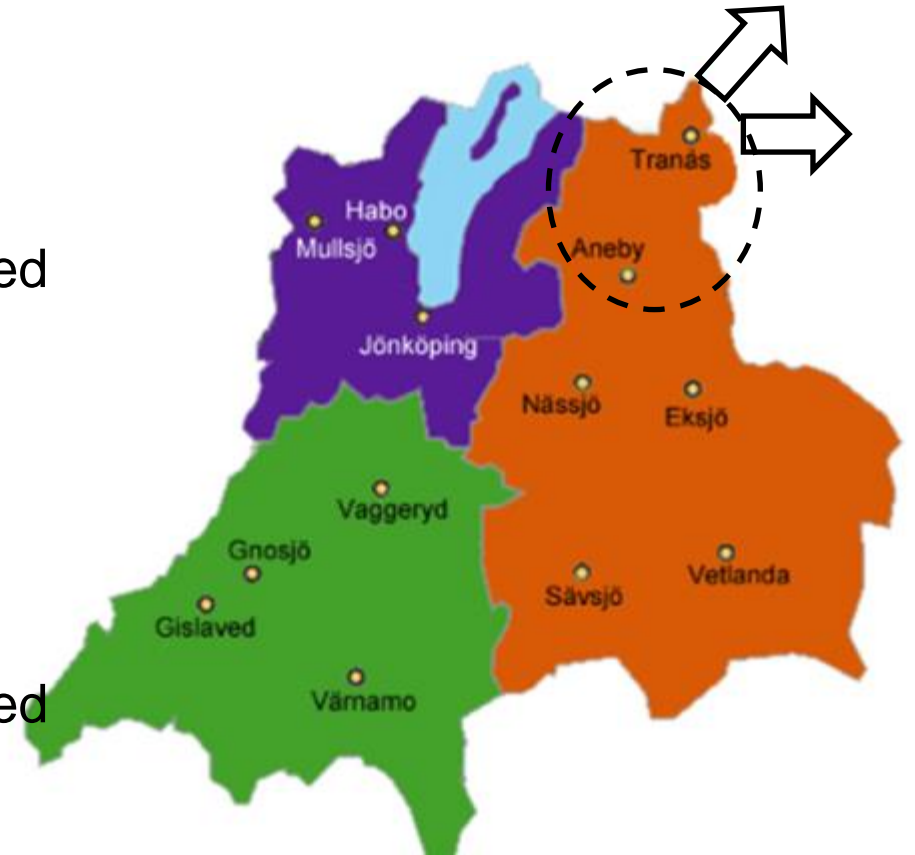 Tranås
Habo
Mullsjö
Aneby
ed
Jönköping
Nässjö
Eksjö
Vaggeryd
Gnosjö
Vetlanda
Sävsjö
Gislaved
ed
Värnamo